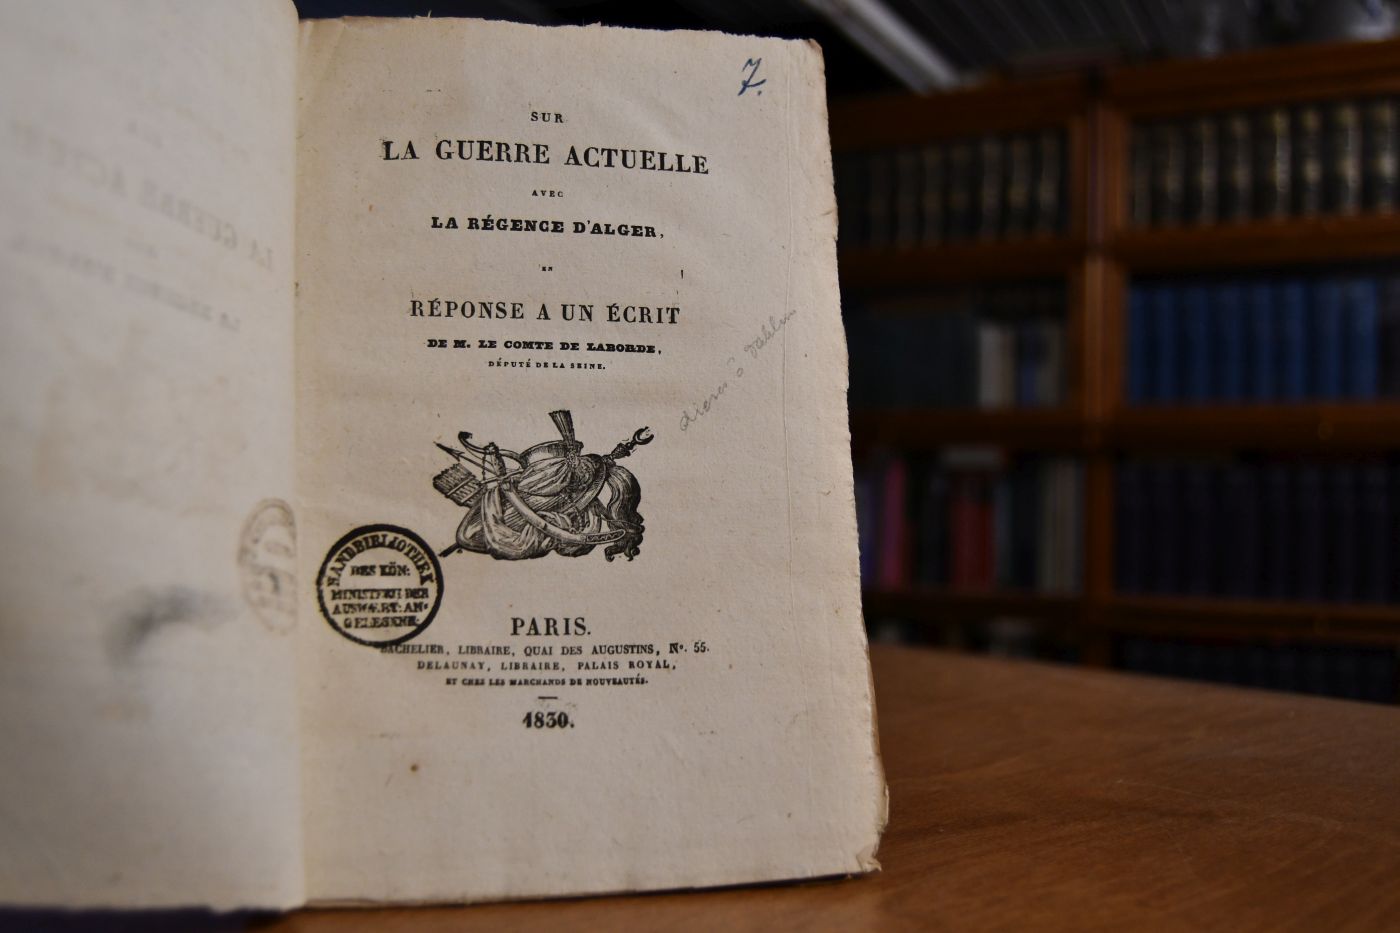 7.
SUR
LA GUERRE ACTUELLE
AVEC
LA RÉGENCE D'ALGER,
EN
RÉPONSE A UN ÉCRIT
DE M. LE COMTE DE LABORDE,
DÉPUTÉ DE LA SEINE.
HANDBIBLIOTHEK
DES KÖN:
MINISTERII DER
AUSWÆRT: AN-
GELEGENH:
PARIS.
BACHELIER, LIBRAIRE, QUAI DES AUGUSTINS, No. 55.
DELAUNAY, LIBRAIRE, PALAIS ROYAL,
ET CHEZ LES MARCHANDS DE NOUVEAUTÉS.
1830.